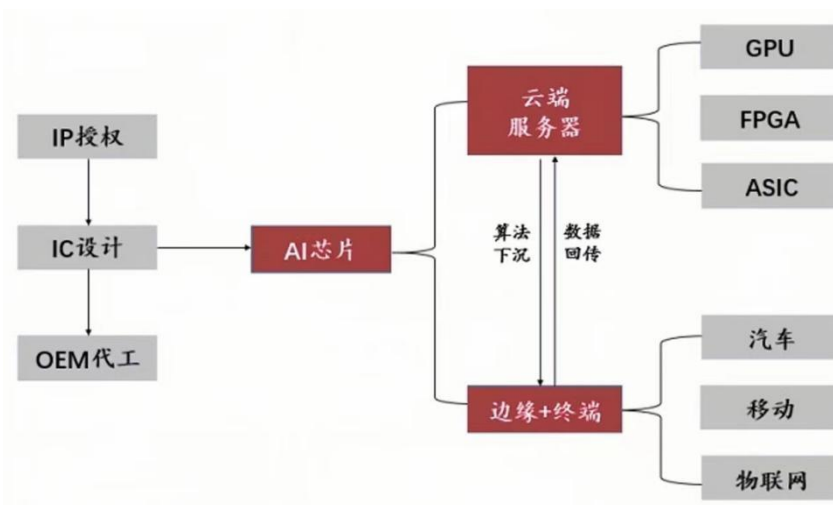 IP授权
IC设计
OEM代工
AI芯片
云端
服务器
算法
下沉
数据
回传
边缘+终端
GPU
FPGA
ASIC
汽车
移动
物联网